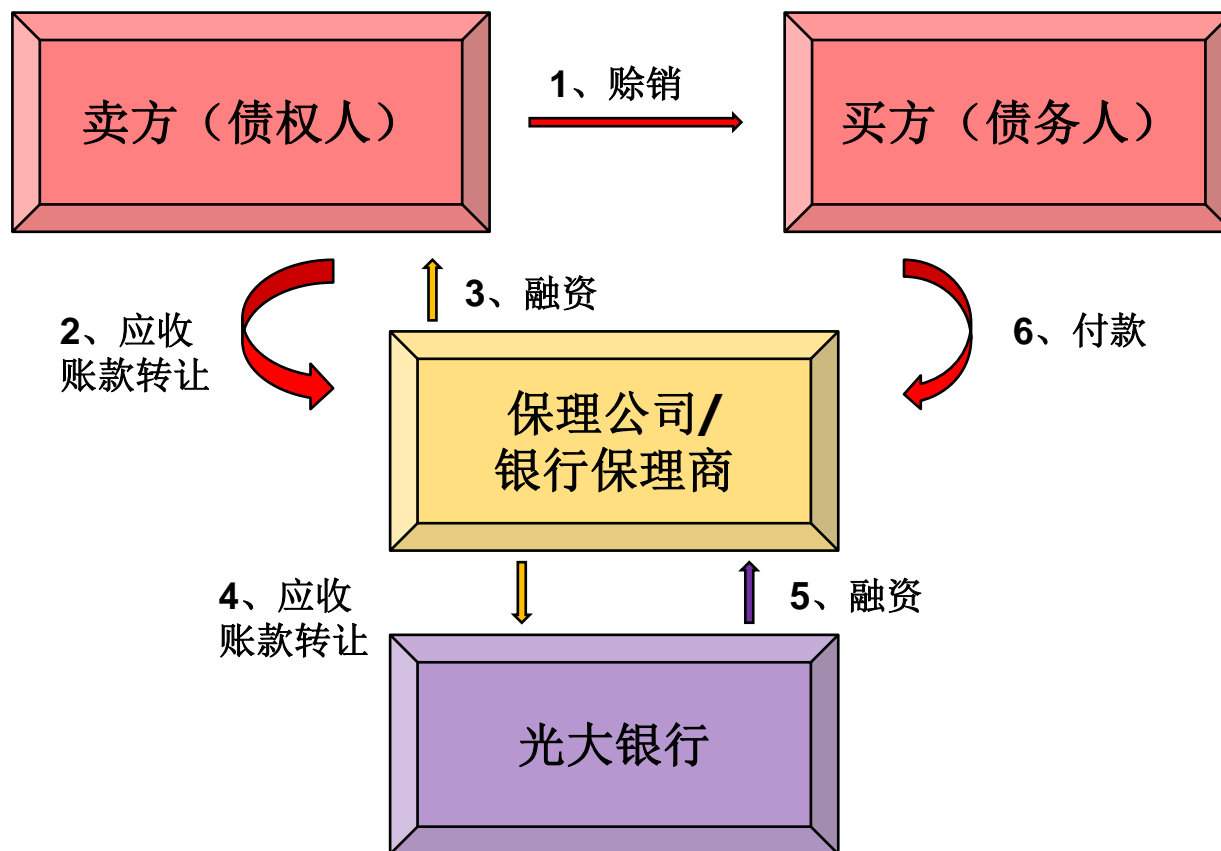 卖方（债权人）
1、赊销
买方（债务人）
2、应收
账款转让
3、融资
6、付款
保理公司/
银行保理商
4、应收
账款转让
5、融资
光大银行